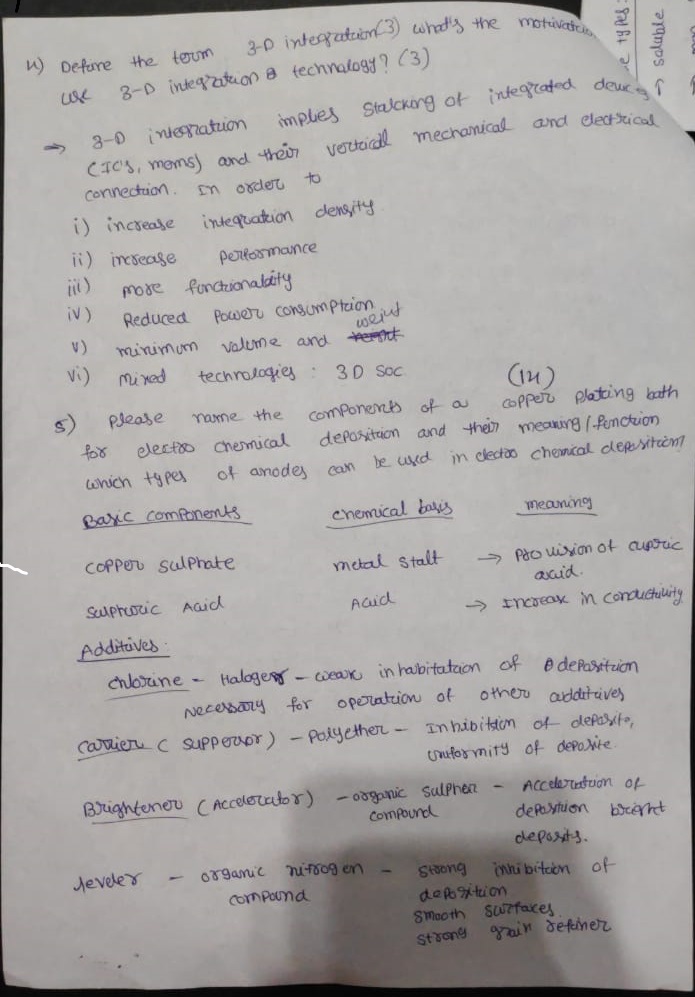 4) Define the term 3-D integration(3) what's the motivation
use 3-D integration technology? (3)
e types:
→ soluble
→ 3-D integration implies stalcking of integrated devices
(IC's, mems) and their vertical mechanical and electrical
connection. In order to
i) increase integration density
ii) increase performance
iii) more functionality
iv) Reduced power consumption
v) minimum volume and weight
vi) mixed technologies : 3D SOC
(14)
5) please name the components of a copper plating bath
for electro chemical deposition and their meaning/function
which types of anodes can be used in electro chemical deposition?
Basic components chemical basis meaning
copper sulphate metal stalt → Provision of cupric
acid.
sulphuric Acid Acid → Increase in conductivity
Additives:
chlorine - Halogen - weak inhabitation of deposition
necessary for operation of other additives
carrier (supperor) - Polyether - Inhibition of deposite,
uniformity of deposite.
Brightener (Accelerator) - organic sulpher - Acceleration of
compound deposition bright
deposits.
leveler - organic nitrogen - strong inhibition of
compound deposition
smooth surfaces
strong grain refiner